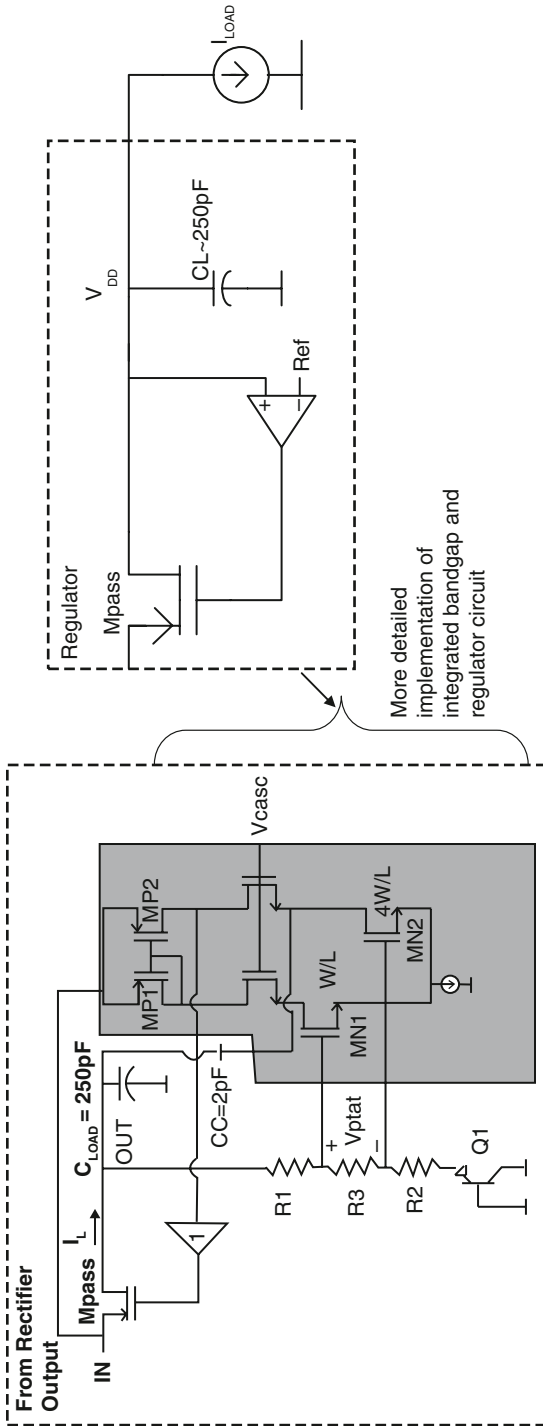 From Rectifier
Output
IN
Mpass
I_L
C_LOAD = 250pF
OUT
CC=2pF
1
MP1
MP2
Vcasc
W/L
4W/L
MN1
MN2
R1
+
Vptat
−
R3
R2
Q1
Regulator
Mpass
V_DD
CL~250pF
+
−
Ref
I_LOAD
More detailed
implementation of
integrated bandgap and
regulator circuit